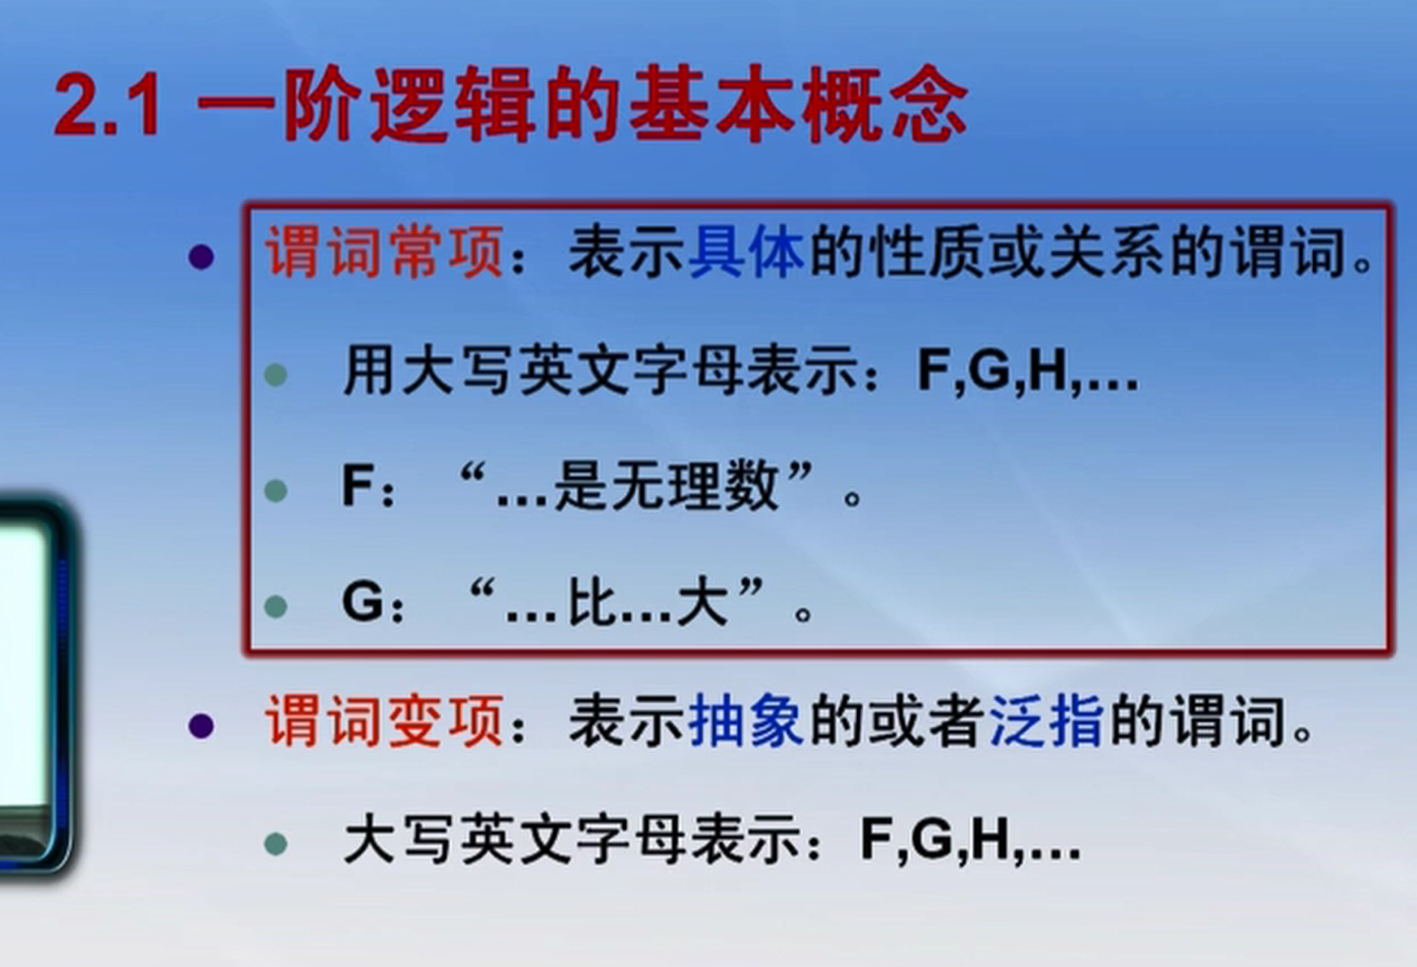 2.1 一阶逻辑的基本概念
谓词常项：表示具体的性质或关系的谓词。
用大写英文字母表示：F,G,H,...
F：“...是无理数”。
G：“...比...大”。
谓词变项：表示抽象的或者泛指的谓词。
大写英文字母表示：F,G,H,...